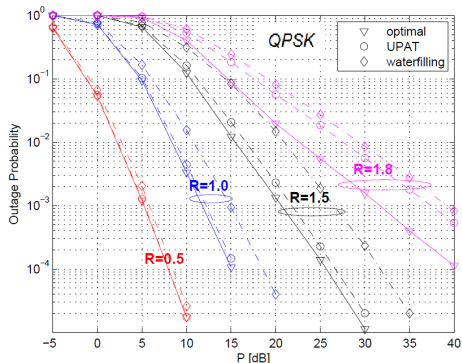 QPSK
optimal
UPAT
waterfilling
Outage Probability
10^0
10^-1
10^-2
10^-3
10^-4
R=0.5
R=1.0
R=1.5
R=1.8
-5 0 5 10 15 20 25 30 35 40
P [dB]